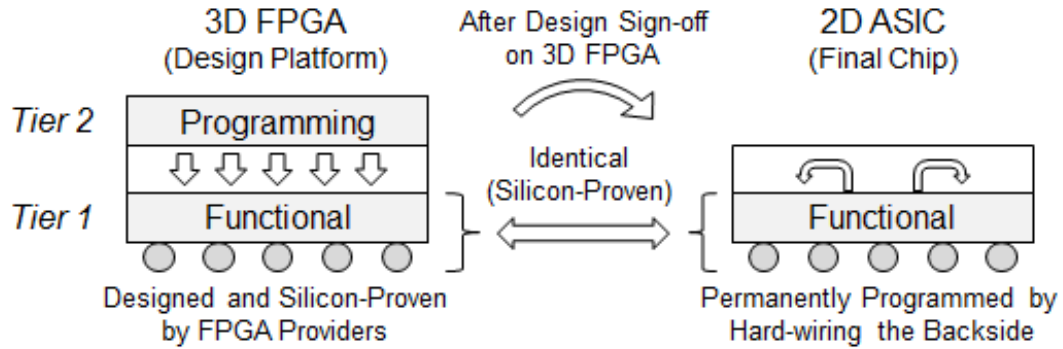 3D FPGA
(Design Platform)
After Design Sign-off
on 3D FPGA
2D ASIC
(Final Chip)
Tier 2
Programming
Identical
(Silicon-Proven)
Tier 1
Functional
Functional
Designed and Silicon-Proven
by FPGA Providers
Permanently Programmed by
Hard-wiring the Backside